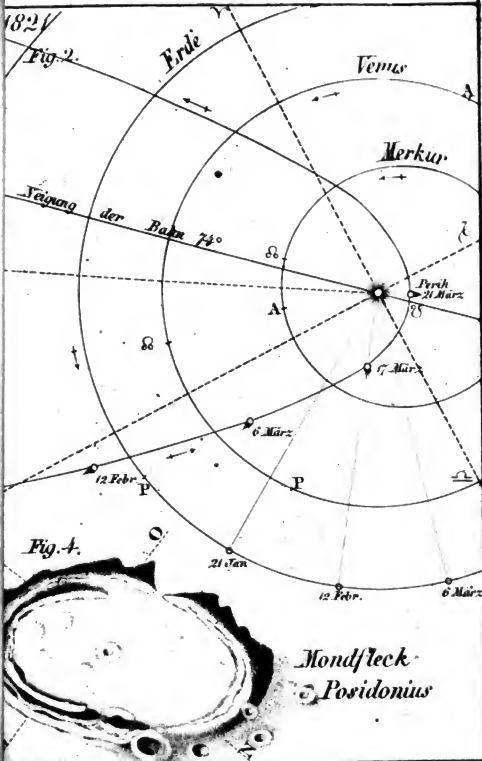 1821
Fig. 2.
Erde
Venus
A
Merkur
Neigung der Bahn 74°
☊
♈
☊
A
Perih
21 März
☋
17 März
6 März
12 Febr.
P
P
♎
21 Jan
12 Febr.
6 März
Fig. 4.
O
Mondfleck
Posidonius
N